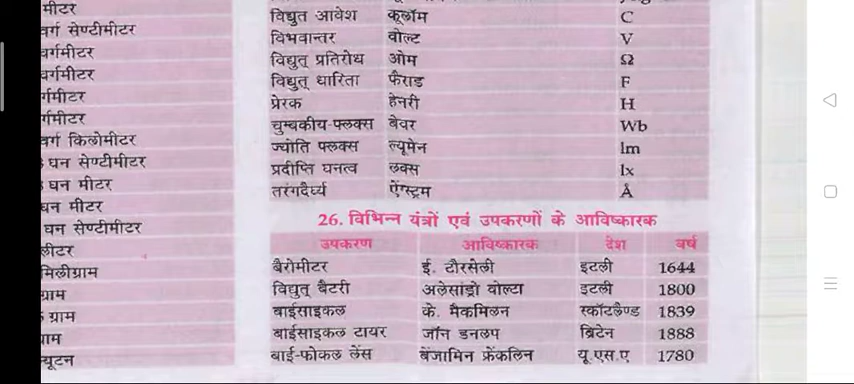 मीटर
वर्ग सेण्टीमीटर
वर्गमीटर
वर्गमीटर
र्गमीटर
र्गमीटर
वर्ग किलोमीटर
घन सेण्टीमीटर
घन मीटर
घन मीटर
घन सेण्टीमीटर
लीटर
मिलीग्राम
ग्राम
ग्राम
ग्राम
न्यूटन
विद्युत आवेश कूलॉम C
विभवान्तर वोल्ट V
विद्युत् प्रतिरोध ओम Ω
विद्युत् धारिता फैराड F
प्रेरक हेनरी H
चुम्बकीय-फ्लक्स बेवर Wb
ज्योति फ्लक्स ल्यूमेन lm
प्रदीप्ति घनत्व लक्स lx
तरंगदैर्ध्य ऐंग्स्ट्रम Å
26. विभिन्न यंत्रों एवं उपकरणों के आविष्कारक
उपकरण आविष्कारक देश वर्ष
बैरोमीटर ई. टौरसेली इटली 1644
विद्युत् बैटरी अलेसांड्रो वोल्टा इटली 1800
बाईसाइकल के. मैकमिलन स्कॉटलैण्ड 1839
बाईसाइकल टायर जॉन डनलप ब्रिटेन 1888
बाई-फोकल लेंस बेंजामिन फ्रेंकलिन यू.एस.ए 1780